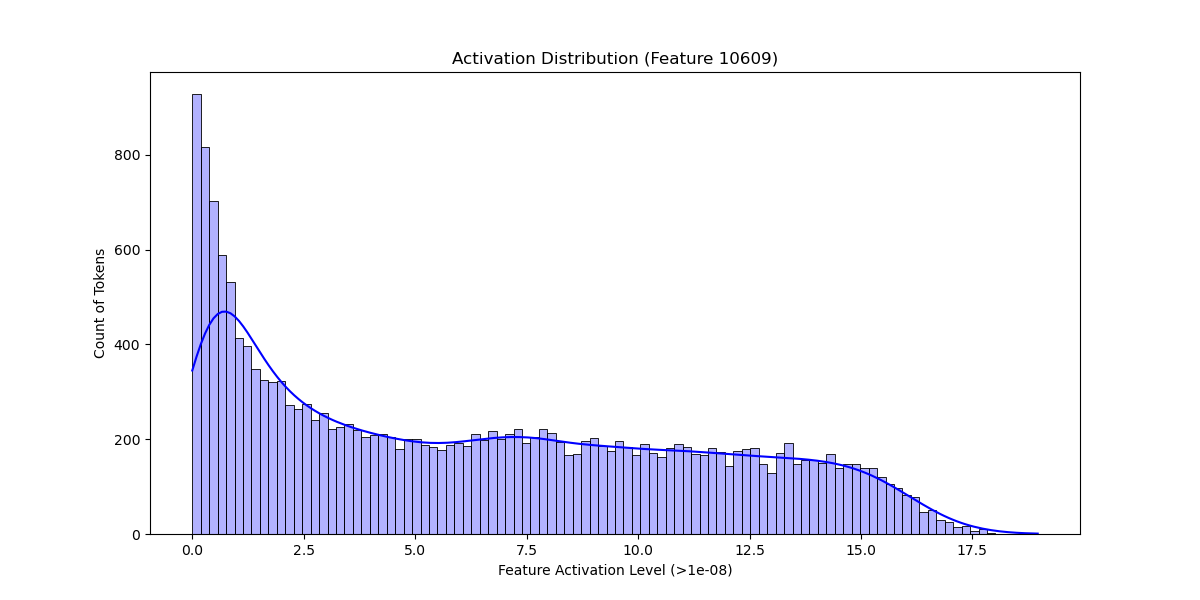 Activation Distribution (Feature 10609)
Count of Tokens
800
600
400
200
0
0.0 2.5 5.0 7.5 10.0 12.5 15.0 17.5
Feature Activation Level (>1e-08)